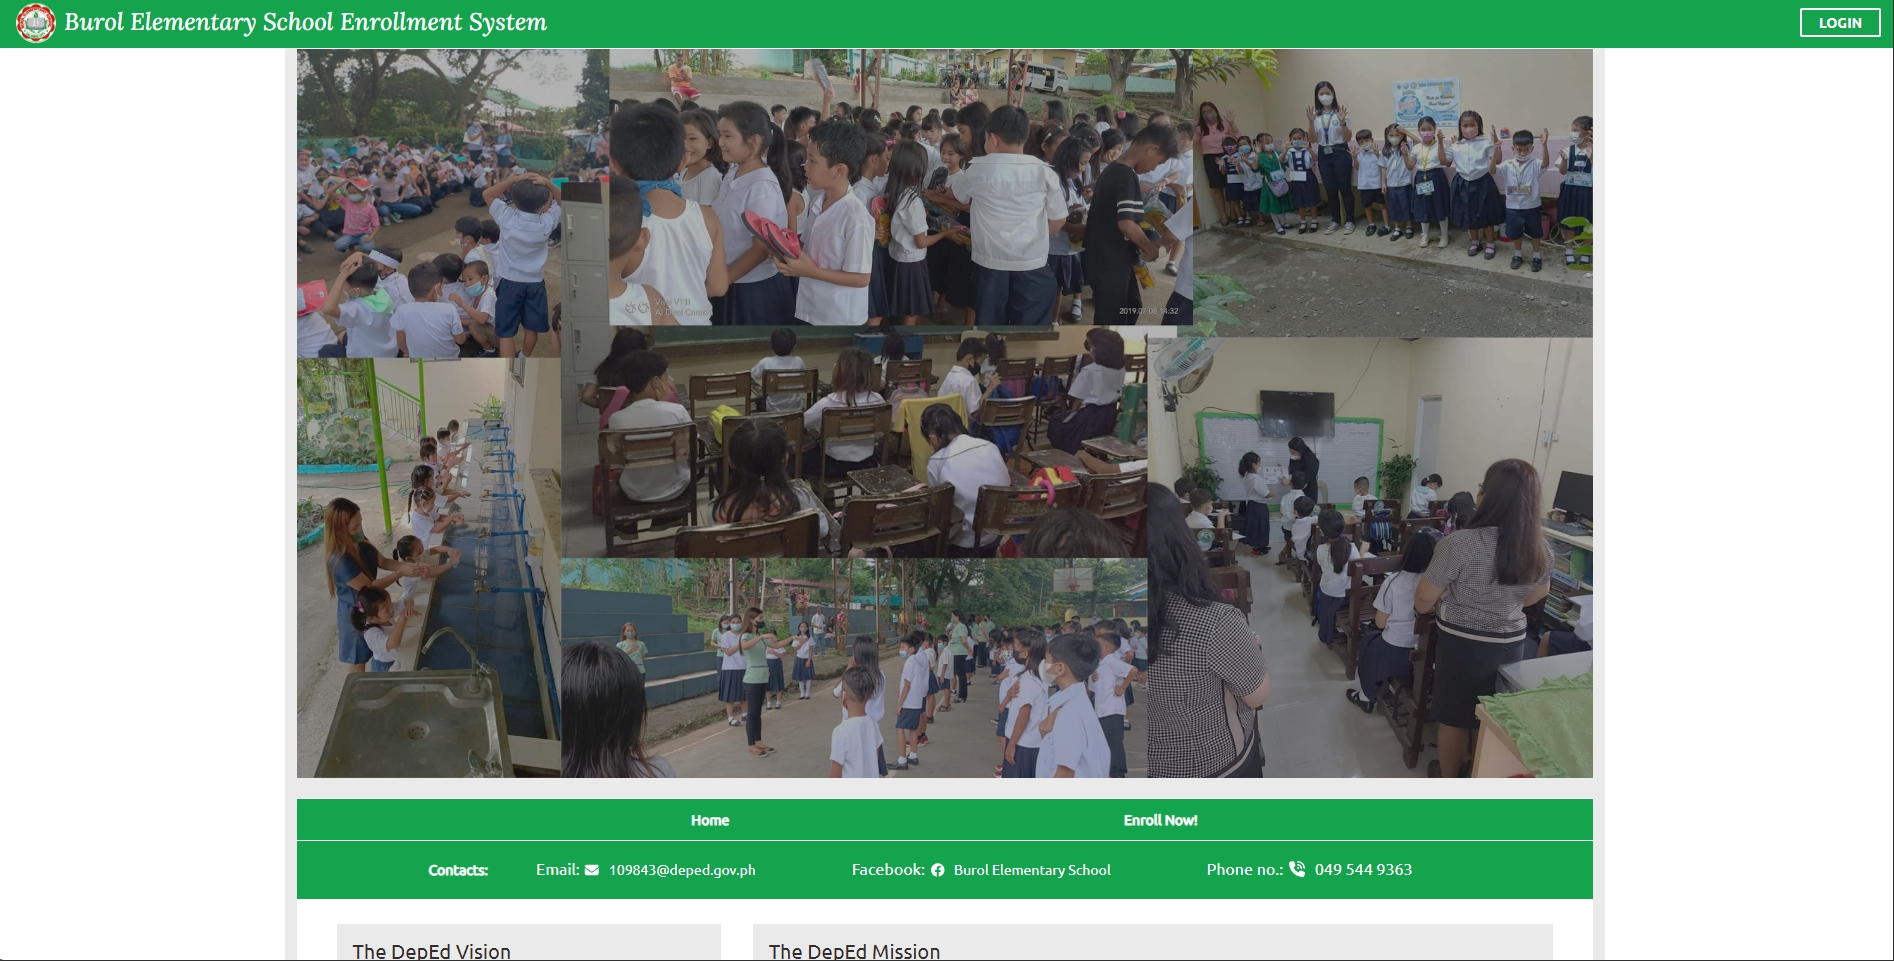 Burol Elementary School Enrollment System
LOGIN
2019.07.08 14:32
Home
Enroll Now!
Contacts:
Email: 109843@deped.gov.ph
Facebook: Burol Elementary School
Phone no.: 049 544 9363
The DepEd Vision
The DepEd Mission